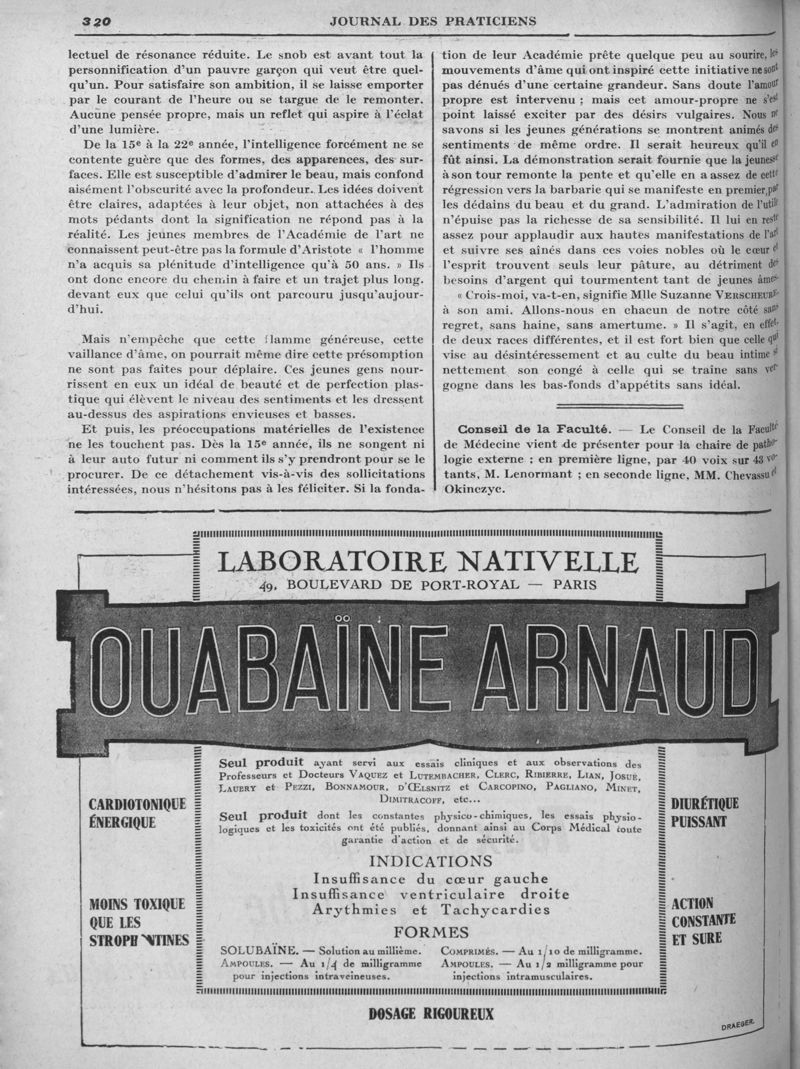 320
JOURNAL DES PRATICIENS
lectuel de résonance réduite. Le snob est avant tout la
personnification d'un pauvre garçon qui veut être quel-
qu'un. Pour satisfaire son ambition, il se laisse emporter
par le courant de l'heure ou se targue de le remonter.
Aucune pensée propre, mais un reflet qui aspire à l'éclat
d'une lumière.
De la 15e à la 22e année, l'intelligence forcément ne se
contente guère que des formes, des apparences, des sur-
faces. Elle est susceptible d'admirer le beau, mais confond
aisément l'obscurité avec la profondeur. Les idées doivent
être claires, adaptées à leur objet, non attachées à des
mots pédants dont la signification ne répond pas à la
réalité. Les jeunes membres de l'Académie de l'art ne
connaissent peut-être pas la formule d'Aristote « l'homme
n'a acquis sa plénitude d'intelligence qu'à 50 ans. » Ils
ont donc encore du chemin à faire et un trajet plus long.
devant eux que celui qu'ils ont parcouru jusqu'aujour-
d'hui.
Mais n'empêche que cette flamme généreuse, cette
vaillance d'âme, on pourrait même dire cette présomption
ne sont pas faites pour déplaire. Ces jeunes gens nour-
rissent en eux un idéal de beauté et de perfection plas-
tique qui élèvent le niveau des sentiments et les dressent
au-dessus des aspirations envieuses et basses.
Et puis, les préoccupations matérielles de l'existence
ne les touchent pas. Dès la 15e année, ils ne songent ni
à leur auto futur ni comment ils s'y prendront pour se le
procurer. De ce détachement vis-à-vis des sollicitations
intéressées, nous n'hésitons pas à les féliciter. Si la fonda-
tion de leur Académie prête quelque peu au sourire, les
mouvements d'âme qui ont inspiré cette initiative ne sont
pas dénués d'une certaine grandeur. Sans doute l'amour
propre est intervenu ; mais cet amour-propre ne s'est
point laissé exciter par des désirs vulgaires. Nous ne
savons si les jeunes générations se montrent animés des
sentiments de même ordre. Il serait heureux qu'il en
fût ainsi. La démonstration serait fournie que la jeunesse
à son tour remonte la pente et qu'elle en a assez de cette
régression vers la barbarie qui se manifeste en premier, par
les dédains du beau et du grand. L'admiration de l'utile
n'épuise pas la richesse de sa sensibilité. Il lui en reste
assez pour applaudir aux hautes manifestations de l'art
et suivre ses aînés dans ces voies nobles où le cœur et
l'esprit trouvent seuls leur pâture, au détriment des
besoins d'argent qui tourmentent tant de jeunes âmes.
« Crois-moi, va-t-en, signifie Mlle Suzanne VERSCHEURE
à son ami. Allons-nous en chacun de notre côté sans
regret, sans haine, sans amertume. » Il s'agit, en effet,
de deux races différentes, et il est fort bien que celle qui
vise au désintéressement et au culte du beau intime si
nettement son congé à celle qui se traine sans ver-
gogne dans les bas-fonds d'appétits sans idéal.
Conseil de la Faculté. — Le Conseil de la Faculté
de Médecine vient de présenter pour la chaire de patho-
logie externe ; en première ligne, par 40 voix sur 43 vo-
tants, M. Lenormant ; en seconde ligne, MM. Chevassu et
Okinczyc.
LABORATOIRE NATIVELLE
49, BOULEVARD DE PORT-ROYAL — PARIS
OUABAÏNE ARNAUD
CARDIOTONIQUE
ÉNERGIQUE
MOINS TOXIQUE
QUE LES
STROPHANTINES
Seul produit ayant servi aux essais cliniques et aux observations des
Professeurs et Docteurs VAQUEZ et LUTEMBACHER, CLERC, RIBIERRE, LIAN, JOSUE,
LAUBRY et PEZZI, BONNAMOUR, D'ŒLSNITZ et CARCOPINO, PAGLIANO, MINET,
DIMITRACOFF, etc...
Seul produit dont les constantes physico-chimiques, les essais physio-
logiques et les toxicités ont été publiés, donnant ainsi au Corps Médical toute
garantie d'action et de sécurité.
INDICATIONS
Insuffisance du cœur gauche
Insuffisance ventriculaire droite
Arythmies et Tachycardies
FORMES
SOLUBAÏNE. — Solution au millième.
AMPOULES. — Au 1/4 de milligramme
pour injections intraveineuses.
COMPRIMÉS. — Au 1/10 de milligramme.
AMPOULES. — Au 1/2 milligramme pour
injections intramusculaires.
DIURÉTIQUE
PUISSANT
ACTION
CONSTANTE
ET SURE
DOSAGE RIGOUREUX
DRAEGER.